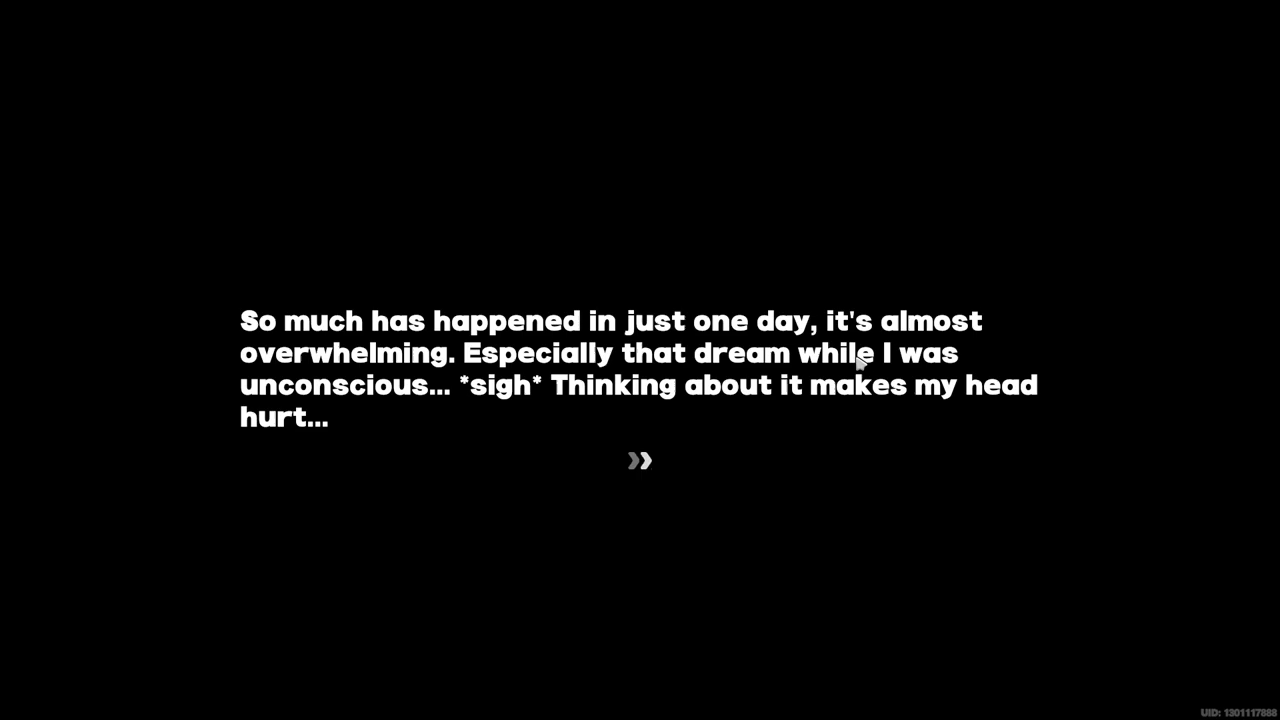 So much has happened in just one day, it's almost
overwhelming. Especially that dream while I was
unconscious... *sigh* Thinking about it makes my head
hurt...
UID: 1301117888